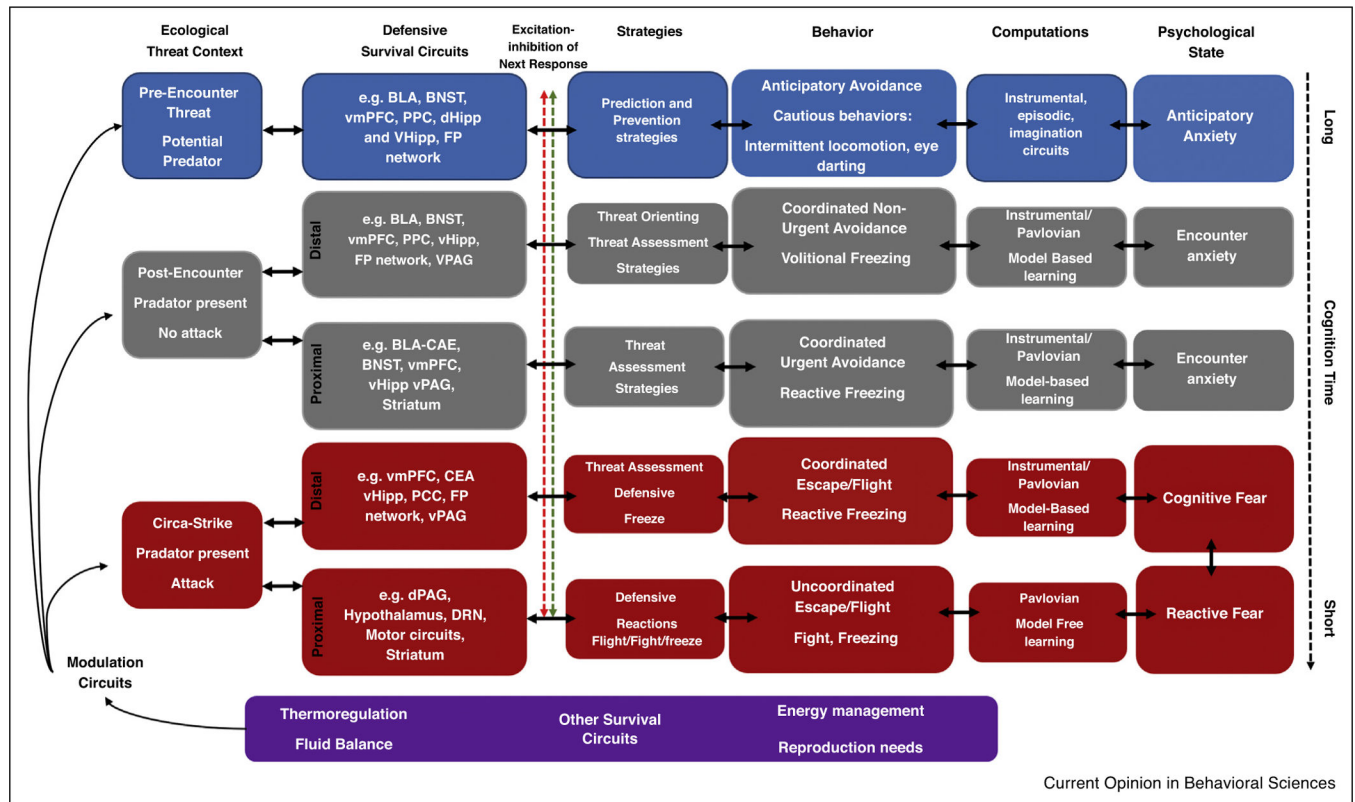 Ecological
Threat Context
Defensive
Survival Circuits
Excitation-
inhibition of
Next Response
Strategies
Behavior
Computations
Psychological
State
Pre-Encounter
Threat
Potential
Predator
e.g. BLA, BNST,
vmPFC, PPC, dHipp
and VHipp, FP
network
Prediction and
Prevention
strategies
Anticipatory Avoidance
Cautious behaviors:
Intermittent locomotion, eye
darting
Instrumental,
episodic,
imagination
circuits
Anticipatory
Anxiety
Long
Post-Encounter
Pradator present
No attack
Distal
e.g. BLA, BNST,
vmPFC, PPC, vHipp,
FP network, VPAG
Threat Orienting
Threat Assessment
Strategies
Coordinated Non-
Urgent Avoidance
Volitional Freezing
Instrumental/
Pavlovian
Model Based
learning
Encounter
anxiety
Cognition Time
Proximal
e.g. BLA-CAE,
BNST, vmPFC,
vHipp vPAG,
Striatum
Threat
Assessment
Strategies
Coordinated
Urgent Avoidance
Reactive Freezing
Instrumental/
Pavlovian
Model-based
learning
Encounter
anxiety
Circa-Strike
Pradator present
Attack
Distal
e.g. vmPFC, CEA
vHipp, PCC, FP
network, vPAG
Threat Assessment
Defensive
Freeze
Coordinated
Escape/Flight
Reactive Freezing
Instrumental/
Pavlovian
Model-Based
learning
Cognitive Fear
Proximal
e.g. dPAG,
Hypothalamus, DRN,
Motor circuits,
Striatum
Defensive
Reactions
Flight/Fight/freeze
Uncoordinated
Escape/Flight
Fight, Freezing
Pavlovian
Model Free
learning
Reactive Fear
Short
Modulation
Circuits
Thermoregulation
Fluid Balance
Other Survival
Circuits
Energy management
Reproduction needs
Current Opinion in Behavioral Sciences